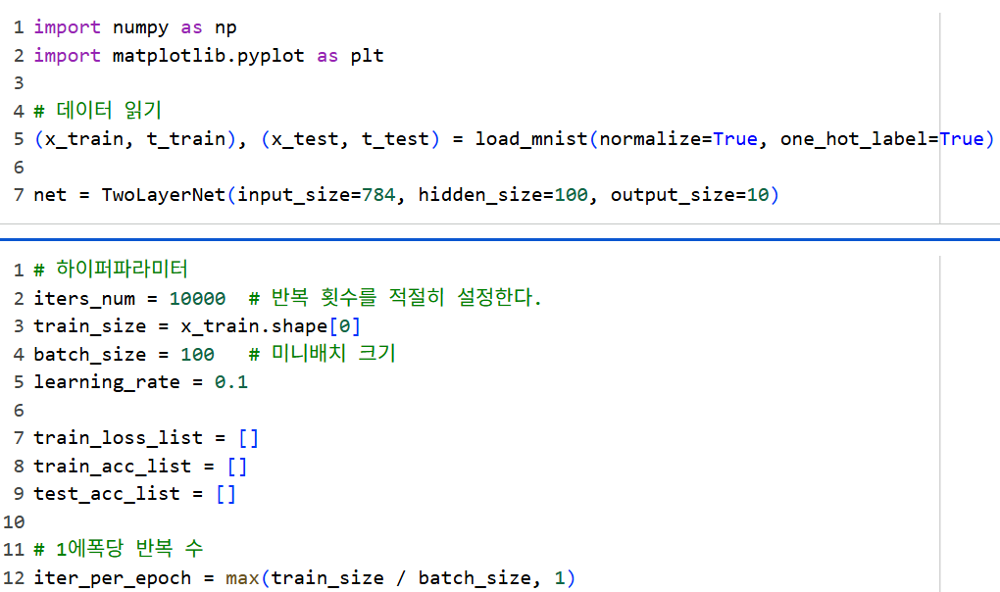 1 import numpy as np
2 import matplotlib.pyplot as plt
3
4 # 데이터 읽기
5 (x_train, t_train), (x_test, t_test) = load_mnist(normalize=True, one_hot_label=True)
6
7 net = TwoLayerNet(input_size=784, hidden_size=100, output_size=10)
1 # 하이퍼파라미터
2 iters_num = 10000  # 반복 횟수를 적절히 설정한다.
3 train_size = x_train.shape[0]
4 batch_size = 100   # 미니배치 크기
5 learning_rate = 0.1
6
7 train_loss_list = []
8 train_acc_list = []
9 test_acc_list = []
10
11 # 1에폭당 반복 수
12 iter_per_epoch = max(train_size / batch_size, 1)